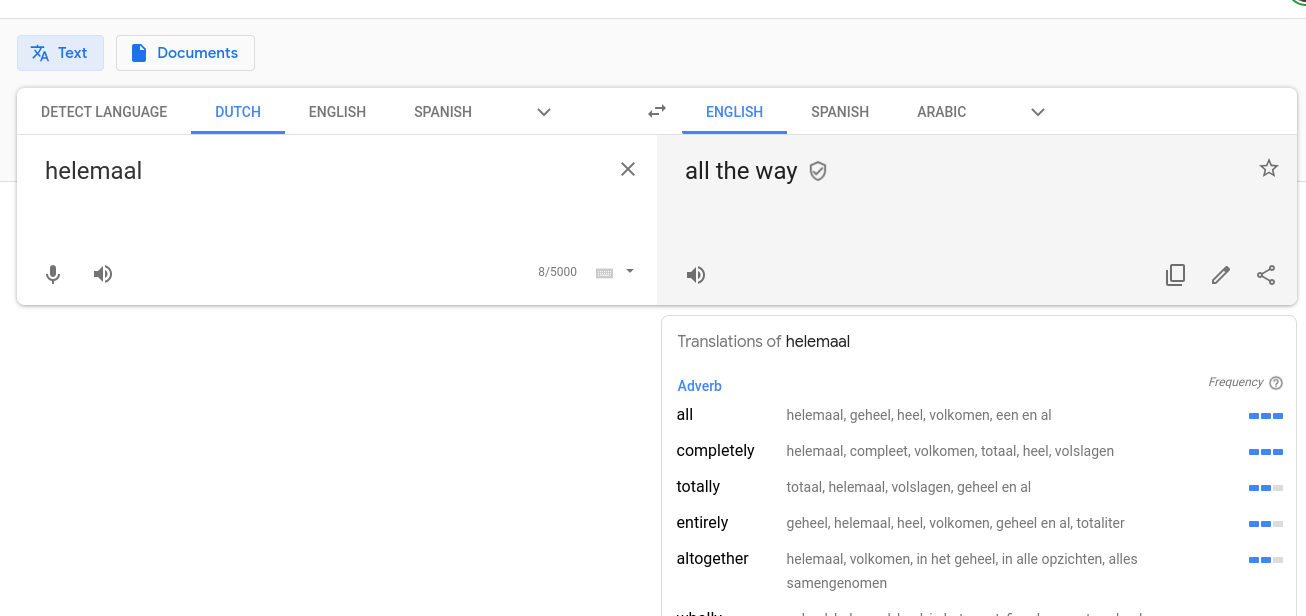 Text
Documents
DETECT LANGUAGE DUTCH ENGLISH SPANISH ENGLISH SPANISH ARABIC
helemaal
all the way
8/5000
Translations of helemaal
Adverb
Frequency
all helemaal, geheel, heel, volkomen, een en al
completely helemaal, compleet, volkomen, totaal, heel, volslagen
totally totaal, helemaal, volslagen, geheel en al
entirely geheel, helemaal, heel, volkomen, geheel en al, totaliter
altogether helemaal, volkomen, in het geheel, in alle opzichten, alles
samengenomen